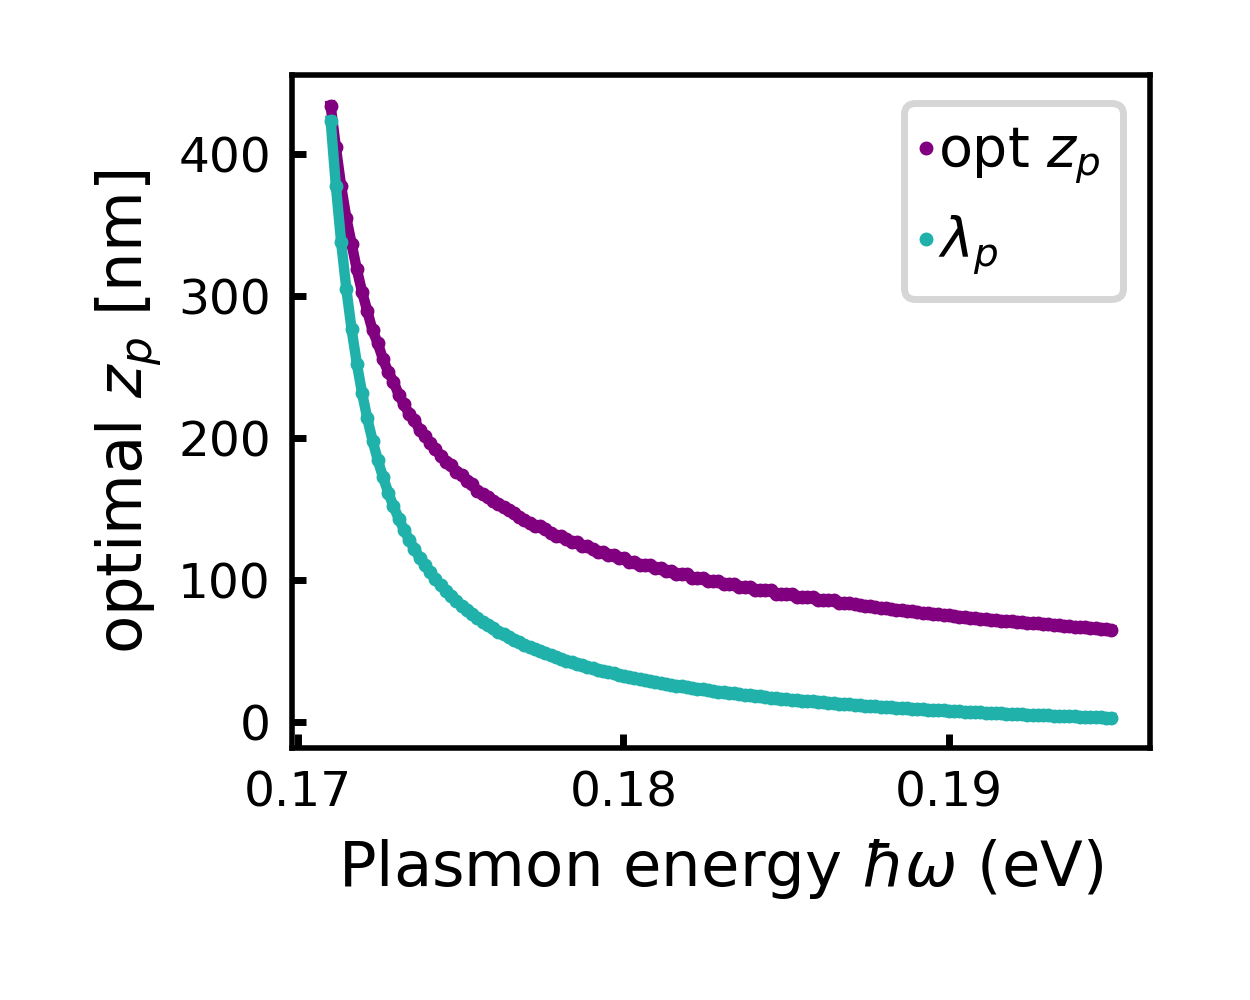 optimal z_p [nm]
400
300
200
100
0
opt z_p
λ_p
0.17 0.18 0.19
Plasmon energy ħω (eV)